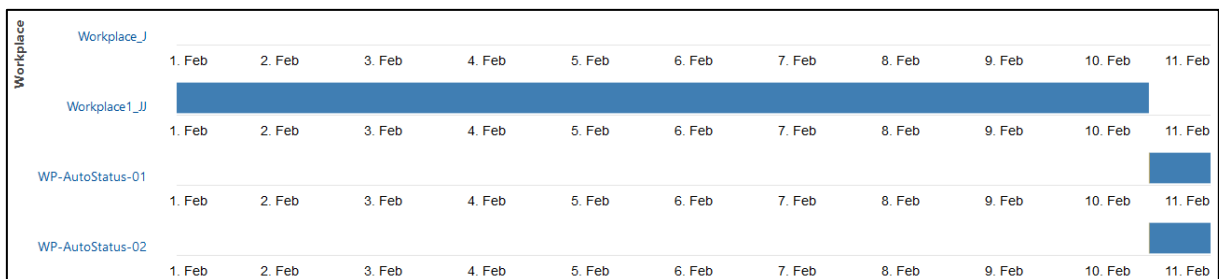 Workplace
Workplace_J
1. Feb 2. Feb 3. Feb 4. Feb 5. Feb 6. Feb 7. Feb 8. Feb 9. Feb 10. Feb 11. Feb
Workplace1_JJ
1. Feb 2. Feb 3. Feb 4. Feb 5. Feb 6. Feb 7. Feb 8. Feb 9. Feb 10. Feb 11. Feb
WP-AutoStatus-01
1. Feb 2. Feb 3. Feb 4. Feb 5. Feb 6. Feb 7. Feb 8. Feb 9. Feb 10. Feb 11. Feb
WP-AutoStatus-02
1. Feb 2. Feb 3. Feb 4. Feb 5. Feb 6. Feb 7. Feb 8. Feb 9. Feb 10. Feb 11. Feb